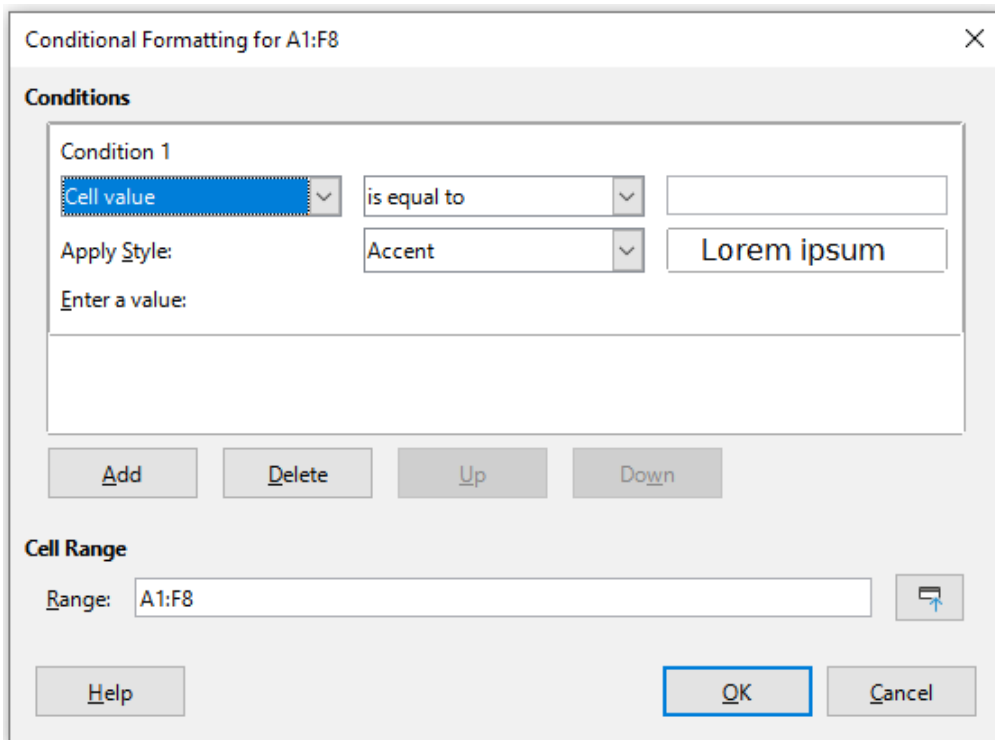 Conditional Formatting for A1:F8
Conditions
Condition 1
Cell value is equal to
Apply Style: Accent Lorem ipsum
Enter a value:
Add Delete Up Down
Cell Range
Range: A1:F8
Help OK Cancel